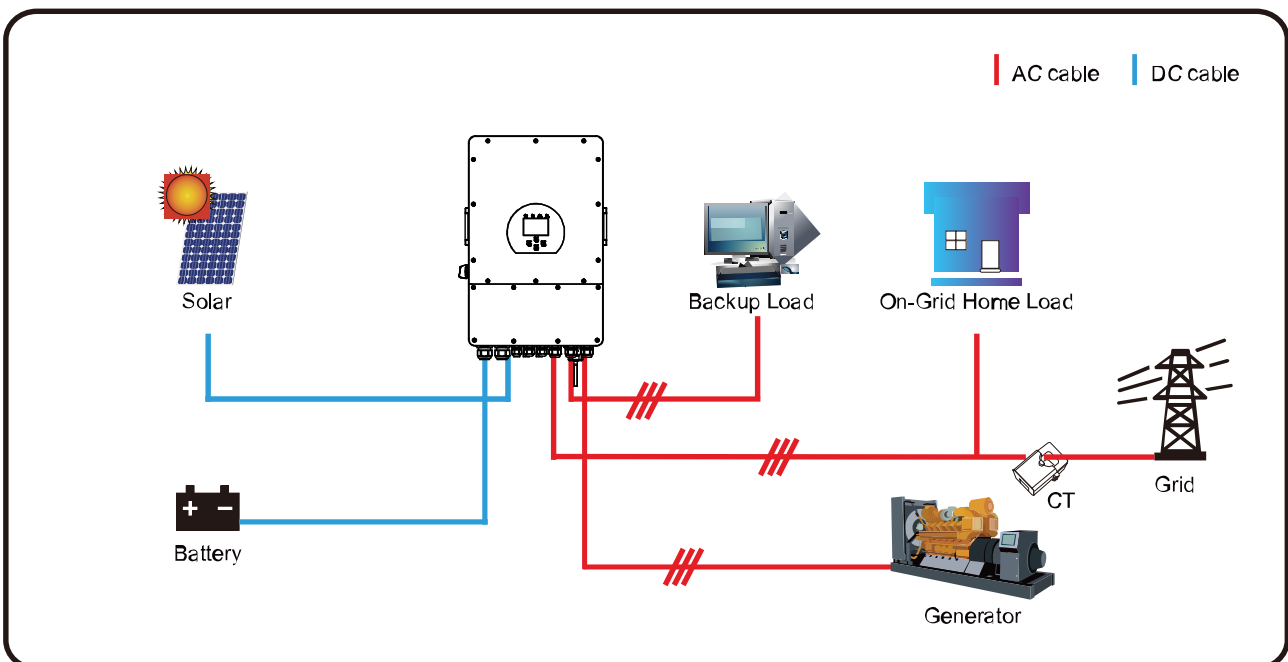 AC cable
DC cable
Solar
Backup Load
On-Grid Home Load
+ −
Battery
CT
Grid
Generator